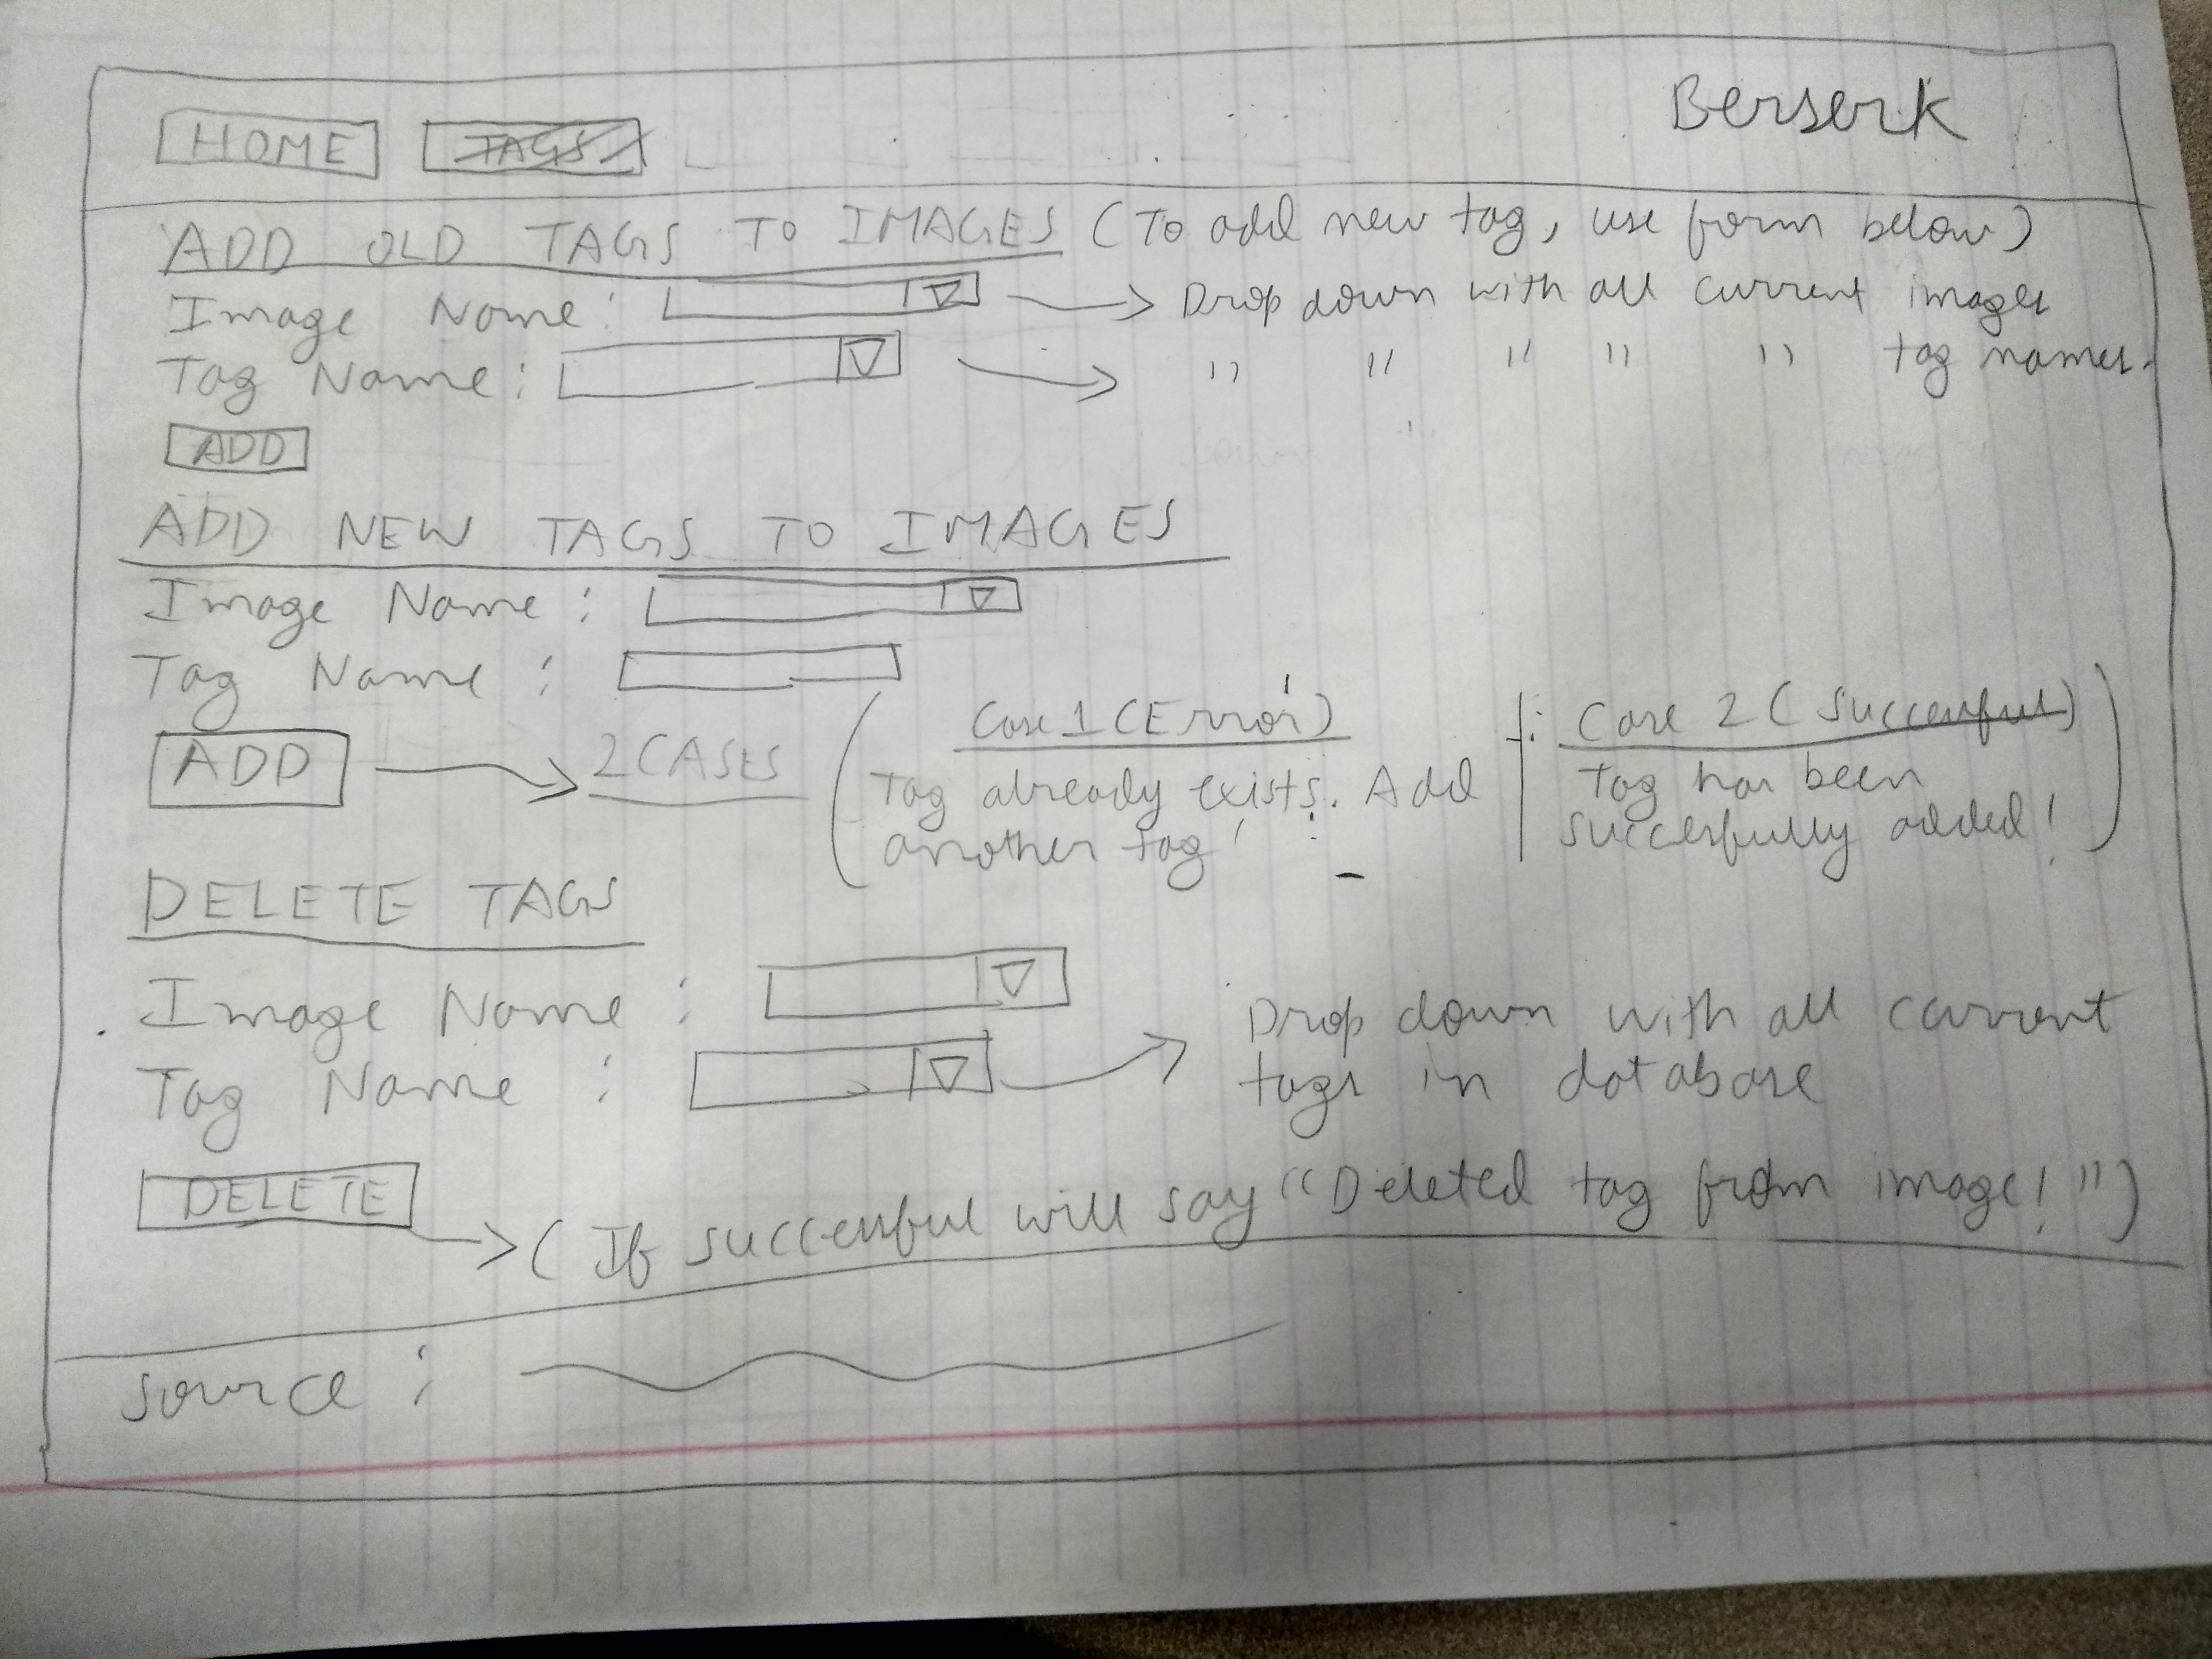 HOME TAGS Berserk
ADD OLD TAGS TO IMAGES (To add new tag, use form below)
Image Name: Drop down with all current images
Tag Name: " " " " " tag names.
ADD
ADD NEW TAGS TO IMAGES
Image Name:
Tag Name:
ADD 2 CASES
Case 1 (Error)
Tag already exists. Add
another tag!
Case 2 (Successful)
Tag has been
successfully added!
DELETE TAGS
Image Name:
Tag Name: Drop down with all current
tags in database
DELETE
(If successful will say "Deleted tag from image!")
Source: